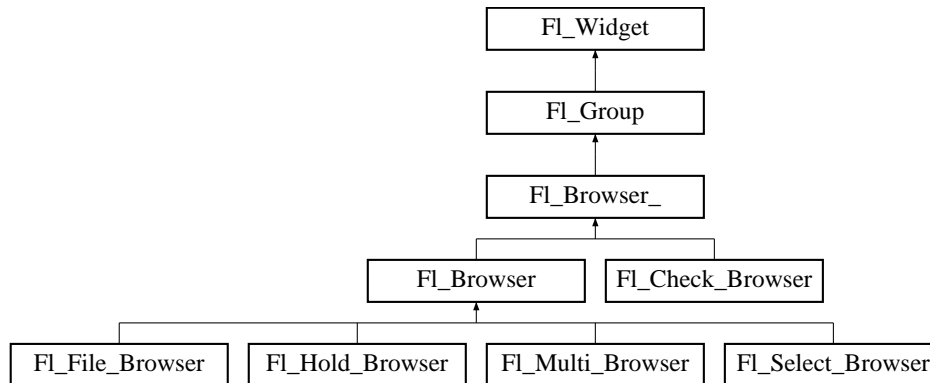 Fl_Widget
Fl_Group
Fl_Browser_
Fl_Browser
Fl_Check_Browser
Fl_File_Browser
Fl_Hold_Browser
Fl_Multi_Browser
Fl_Select_Browser